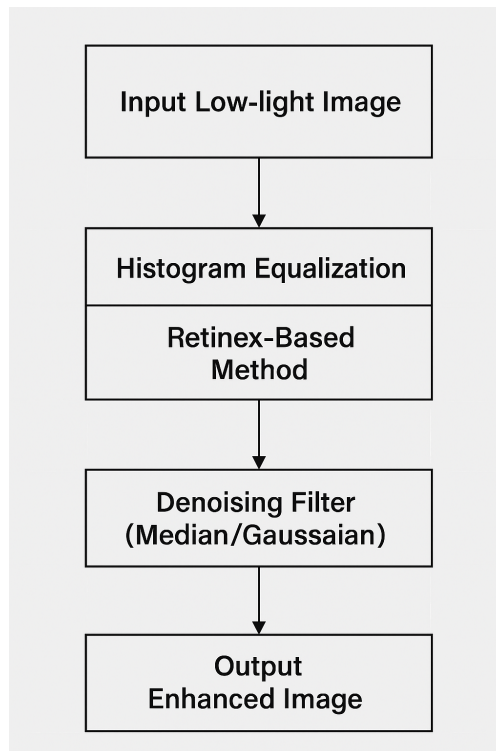 Input Low-light Image
Histogram Equalization
Retinex-Based
Method
Denoising Filter
(Median/Gaussaian)
Output
Enhanced Image